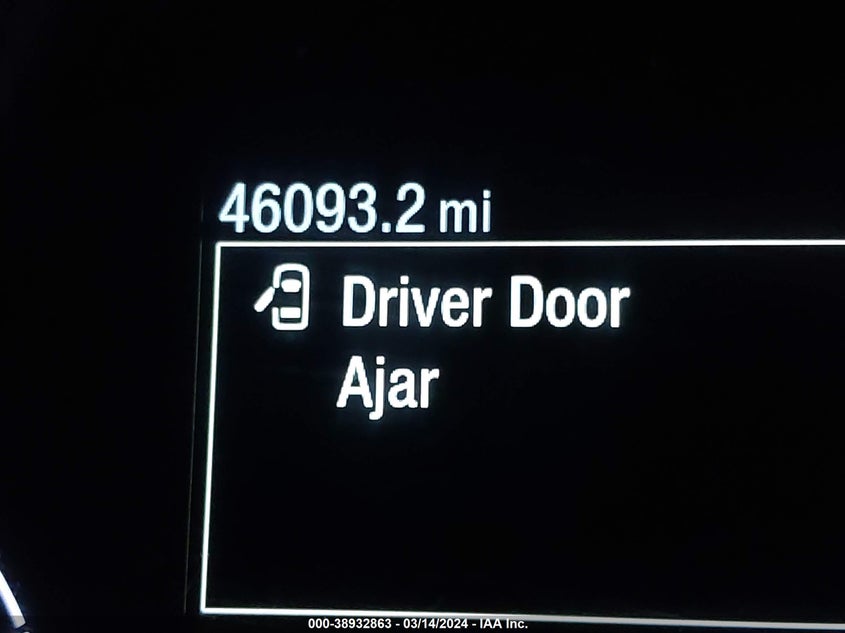 46093.2 mi
Driver Door
Ajar
000-38932863 - 03/14/2024 - IAA Inc.